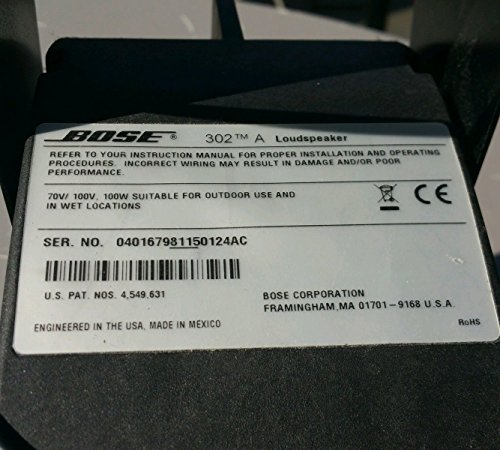 BOSE ® 302™ A Loudspeaker
REFER TO YOUR INSTRUCTION MANUAL FOR PROPER INSTALLATION AND OPERATING
PROCEDURES. INCORRECT WIRING MAY RESULT IN DAMAGE AND/OR POOR
PERFORMANCE.
70V/ 100V, 100W SUITABLE FOR OUTDOOR USE AND
IN WET LOCATIONS
CE
SER. NO. 040167981150124AC
U.S. PAT. NOS. 4,549,631
BOSE CORPORATION
FRAMINGHAM,MA 01701-9168 U.S.A.
ENGINEERED IN THE USA, MADE IN MEXICO
RoHS